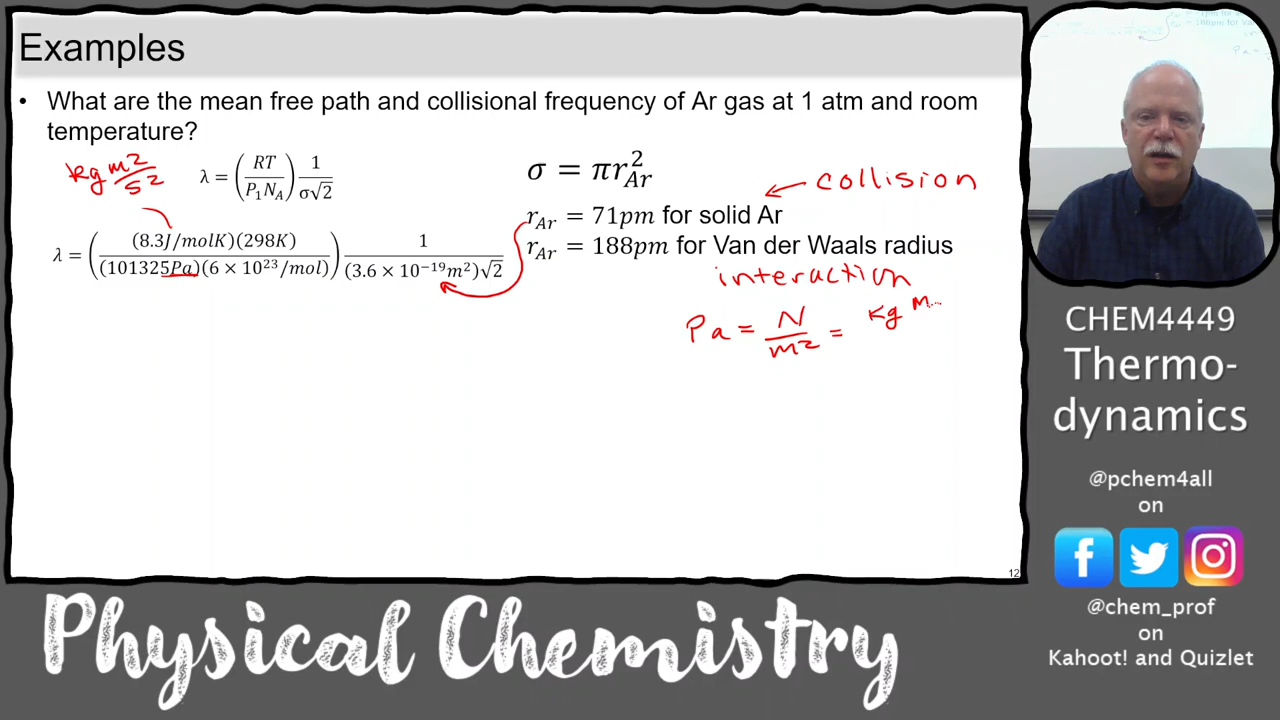 Examples
• What are the mean free path and collisional frequency of Ar gas at 1 atm and room
temperature?
kg m²/s²
λ = (RT / P₁N_A) 1 / σ√2
σ = πr²_Ar
← collision
r_Ar = 71pm for solid Ar
r_Ar = 188pm for Van der Waals radius
λ = ((8.3J/molK)(298K) / (101325Pa)(6 × 10²³/mol)) 1 / (3.6 × 10⁻¹⁹m²)√2
interaction
Pa = N/m² = kg m
12
CHEM4449
Thermo-
dynamics
@pchem4all
on
@chem_prof
on
Kahoot! and Quizlet
Physical Chemistry